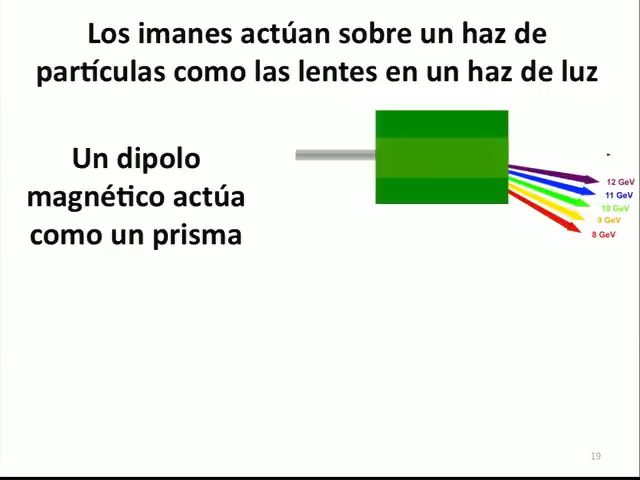 Los imanes actúan sobre un haz de
partículas como las lentes en un haz de luz
Un dipolo
magnético actúa
como un prisma
12 GeV
11 GeV
10 GeV
9 GeV
8 GeV
19